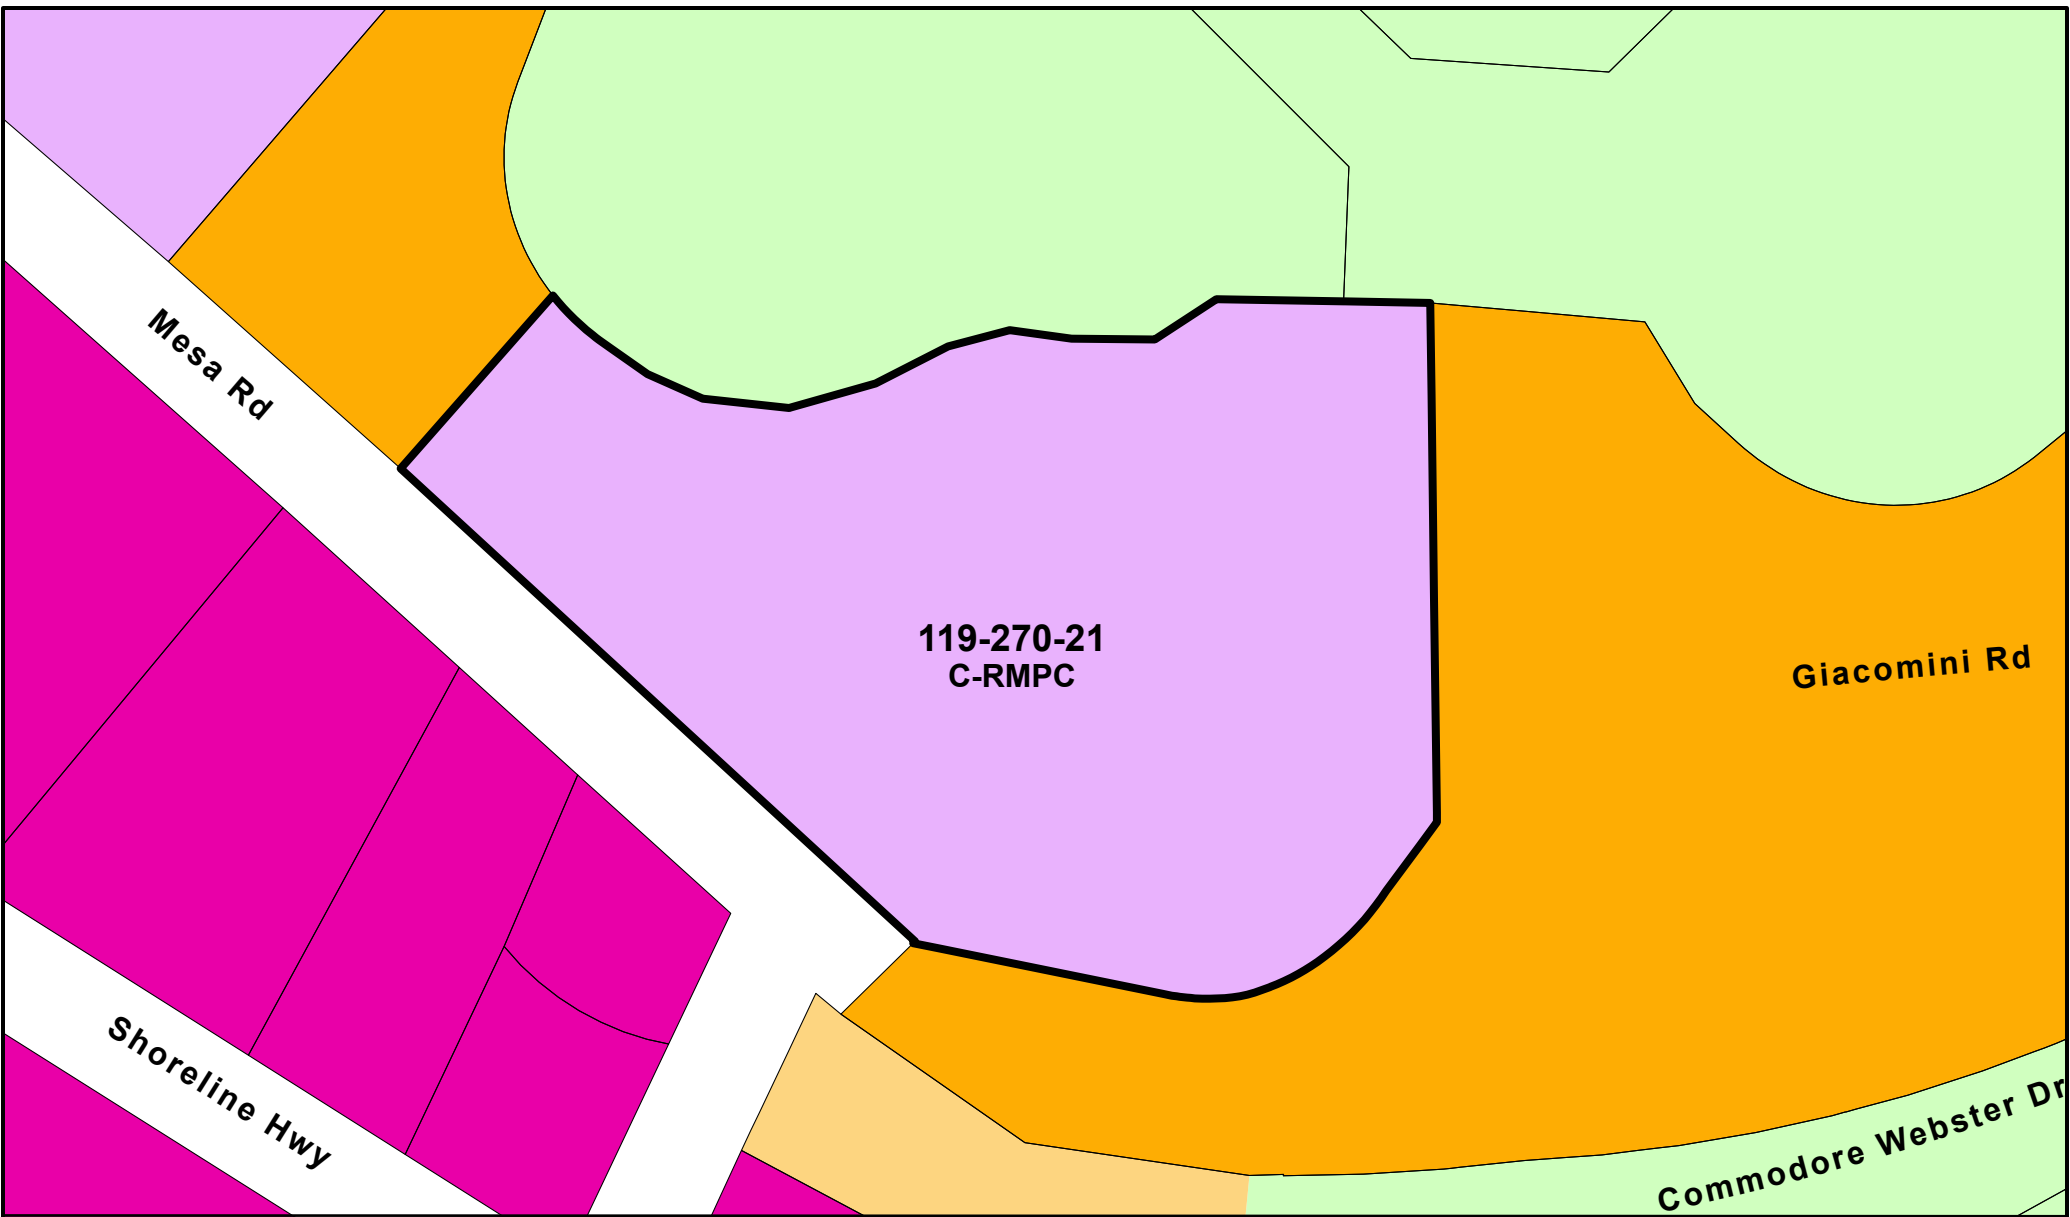 Mesa Rd
119-270-21
C-RMPC
Giacomini Rd
Shoreline Hwy
Commodore Webster Dr